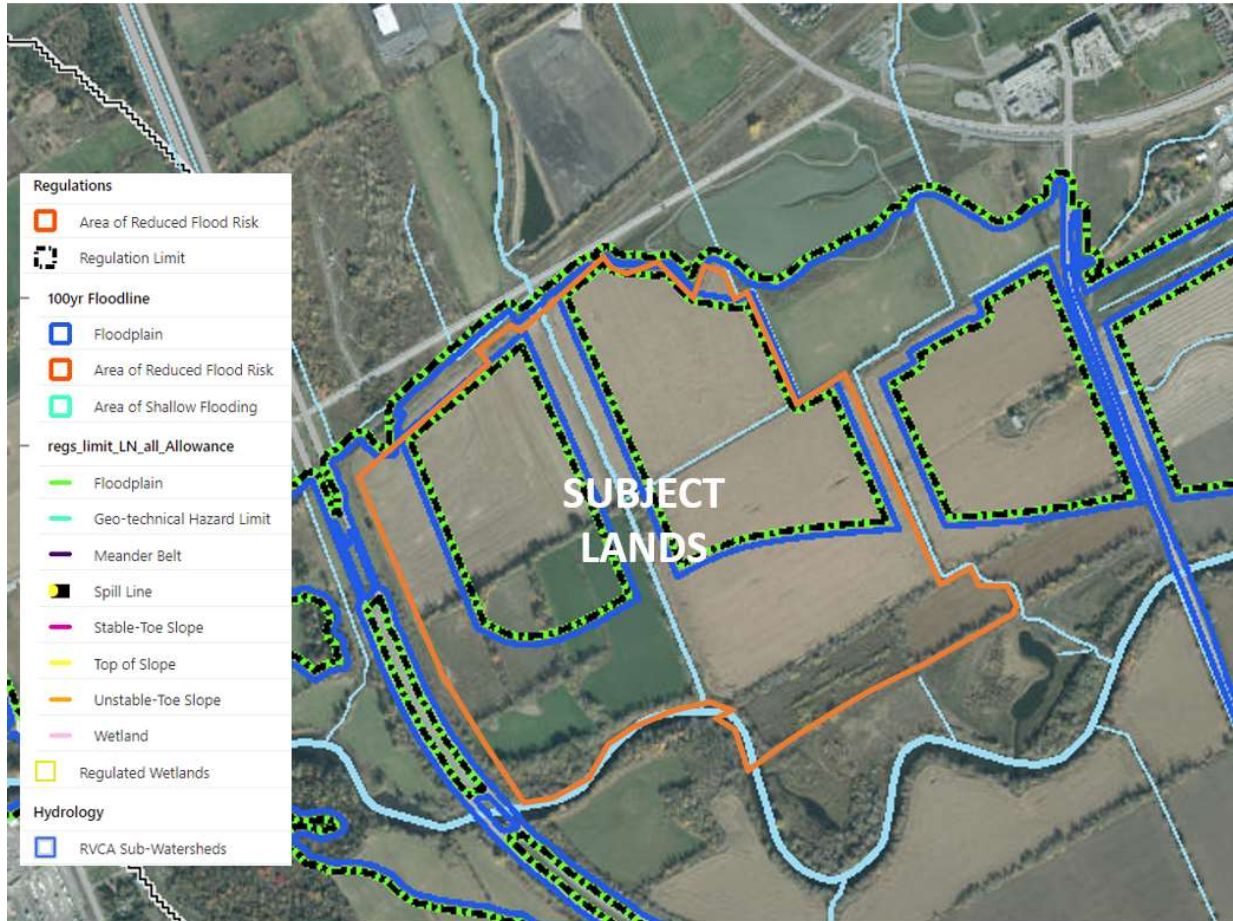 Regulations
Area of Reduced Flood Risk
Regulation Limit
100yr Floodline
Floodplain
Area of Reduced Flood Risk
Area of Shallow Flooding
regs_limit_LN_all_Allowance
Floodplain
Geo-technical Hazard Limit
Meander Belt
Spill Line
Stable-Toe Slope
Top of Slope
Unstable-Toe Slope
Wetland
Regulated Wetlands
Hydrology
RVCA Sub-Watersheds
SUBJECT
LANDS